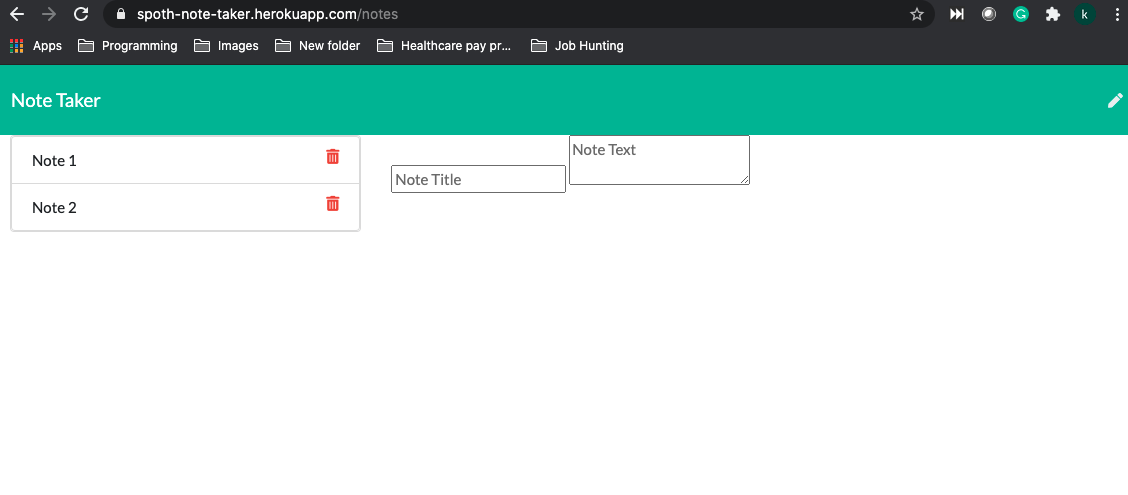 spoth-note-taker.herokuapp.com/notes
k
Apps Programming Images New folder Healthcare pay pr... Job Hunting
Note Taker
Note 1
Note 2
Note Title
Note Text